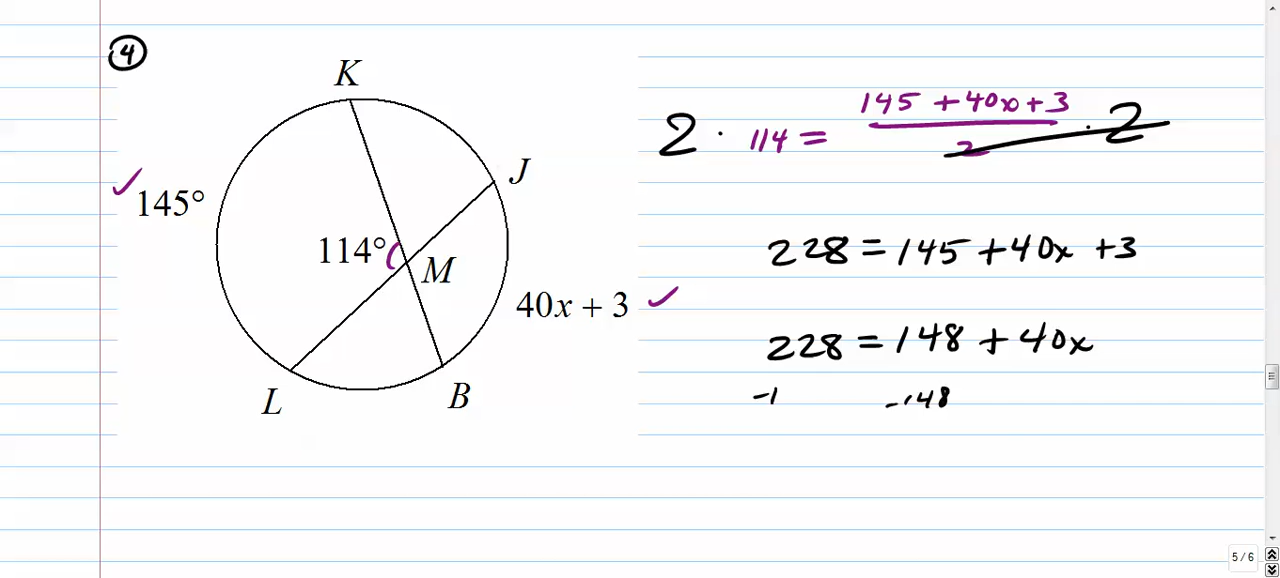 4
K
J
145°
114°
M
40x + 3
L
B
2 · 114 = 145 + 40x + 3 / 2 · 2
228 = 145 + 40x + 3
228 = 148 + 40x
-1 -148
5 / 6